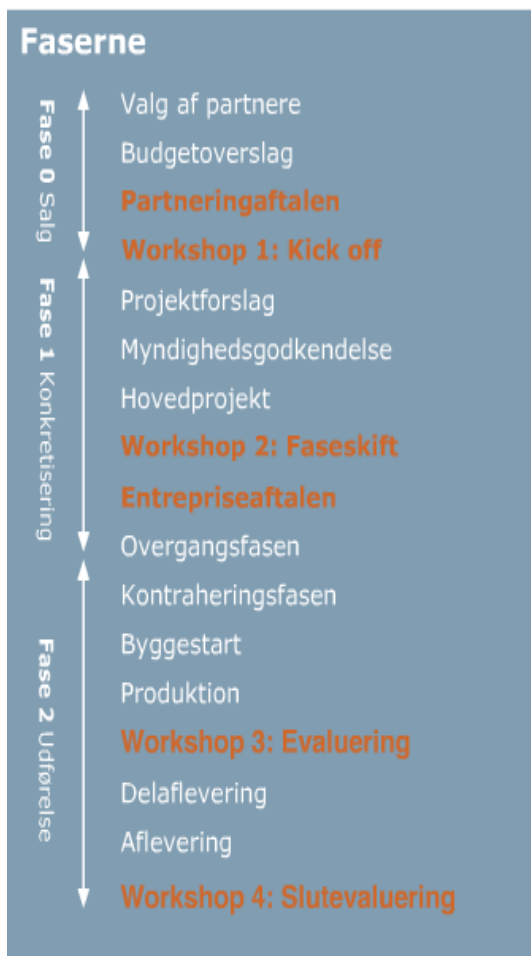 Faserne
Fase 0 Salg
Valg af partnere
Budgetoverslag
Partneringaftalen
Workshop 1: Kick off
Fase 1 Konkretisering
Projektforslag
Myndighedsgodkendelse
Hovedprojekt
Workshop 2: Faseskift
Entrepriseaftalen
Overgangsfasen
Fase 2 Udførelse
Kontraheringsfasen
Byggestart
Produktion
Workshop 3: Evaluering
Delaflevering
Aflevering
Workshop 4: Slutevaluering